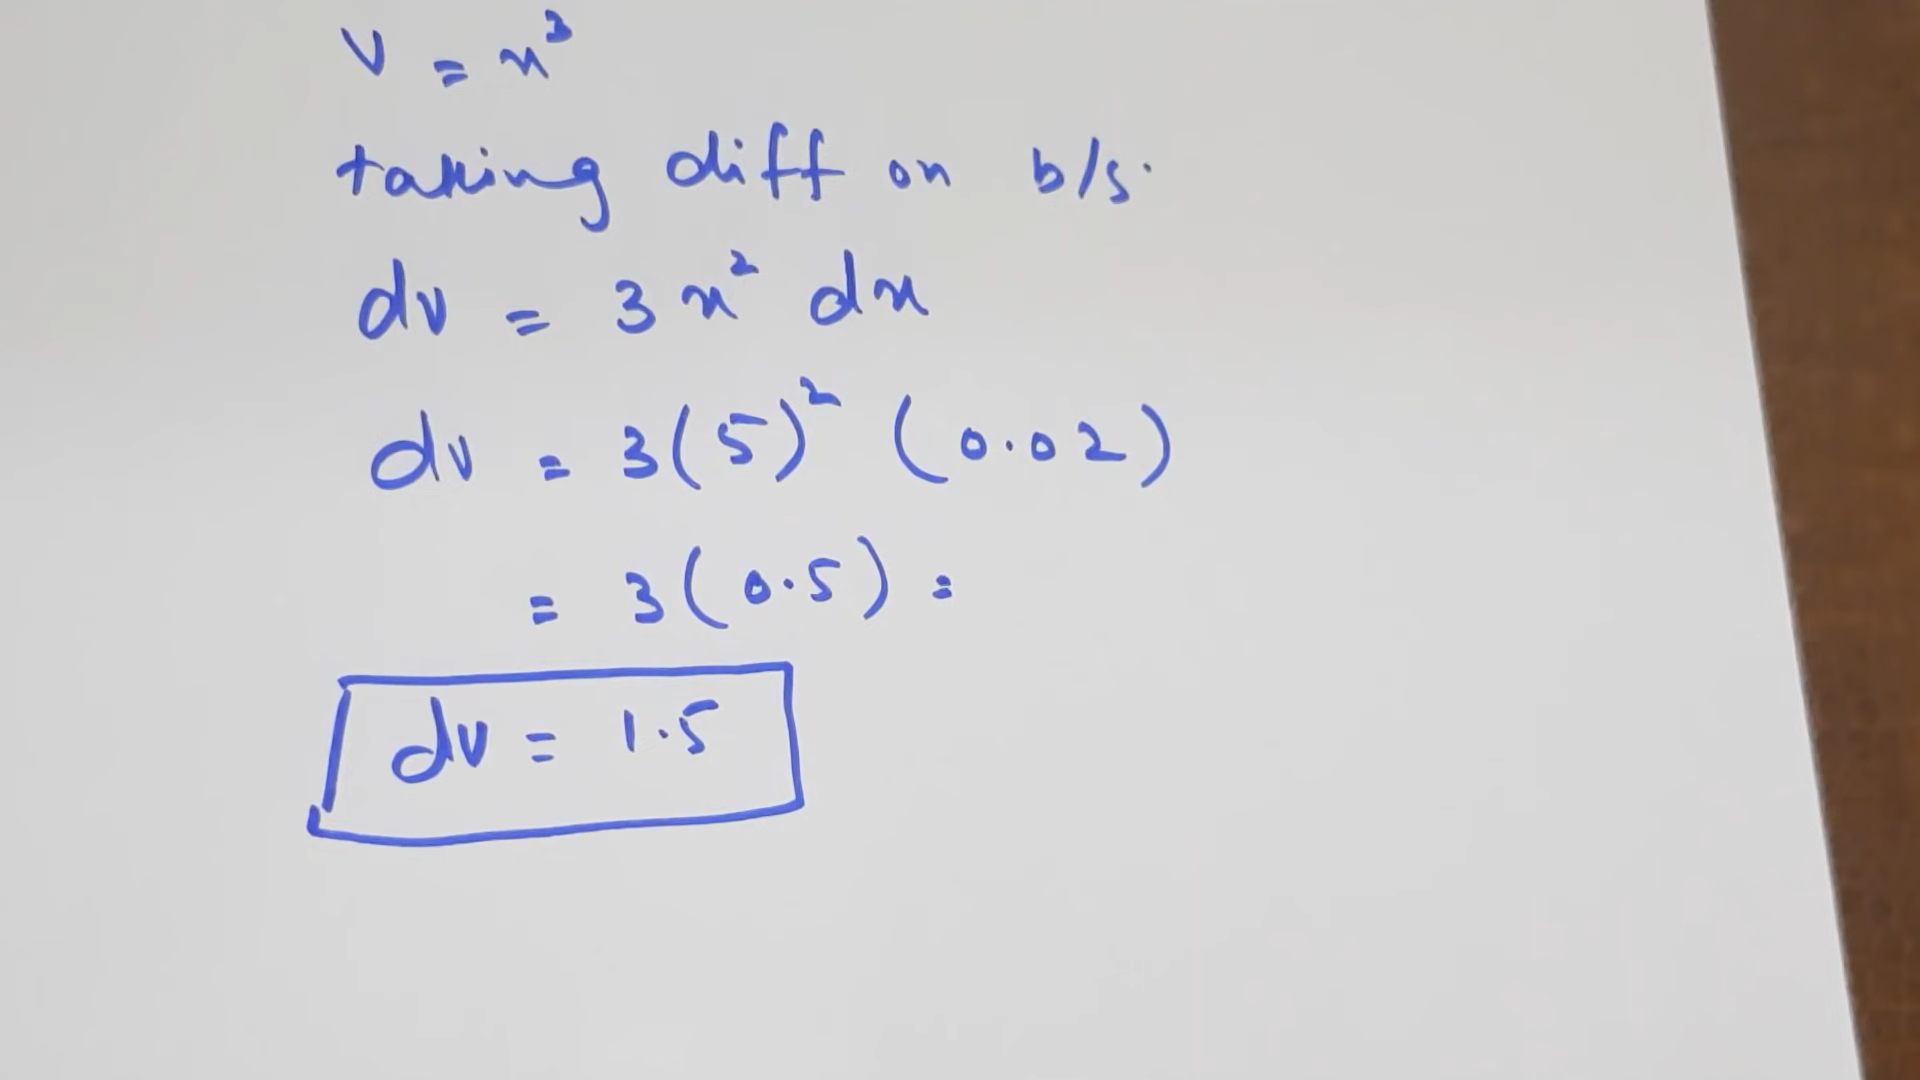 v = x³
taking diff on b/s.
dv = 3x² dx
dv = 3(5)² (0.02)
= 3(0.5) =
dv = 1.5